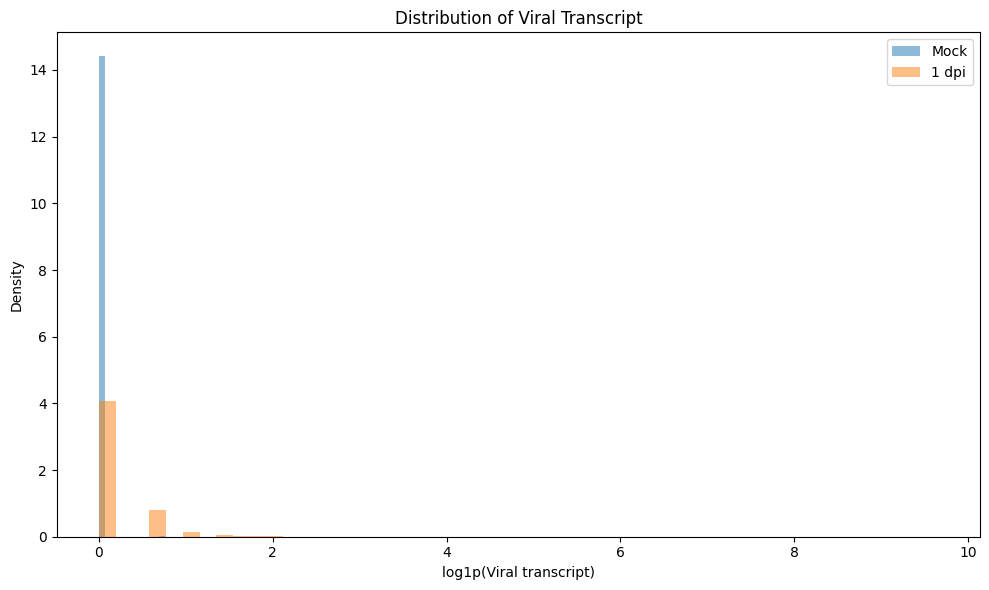 Distribution of Viral Transcript
Mock
1 dpi
Density
14
12
10
8
6
4
2
0
0 2 4 6 8 10
log1p(Viral transcript)